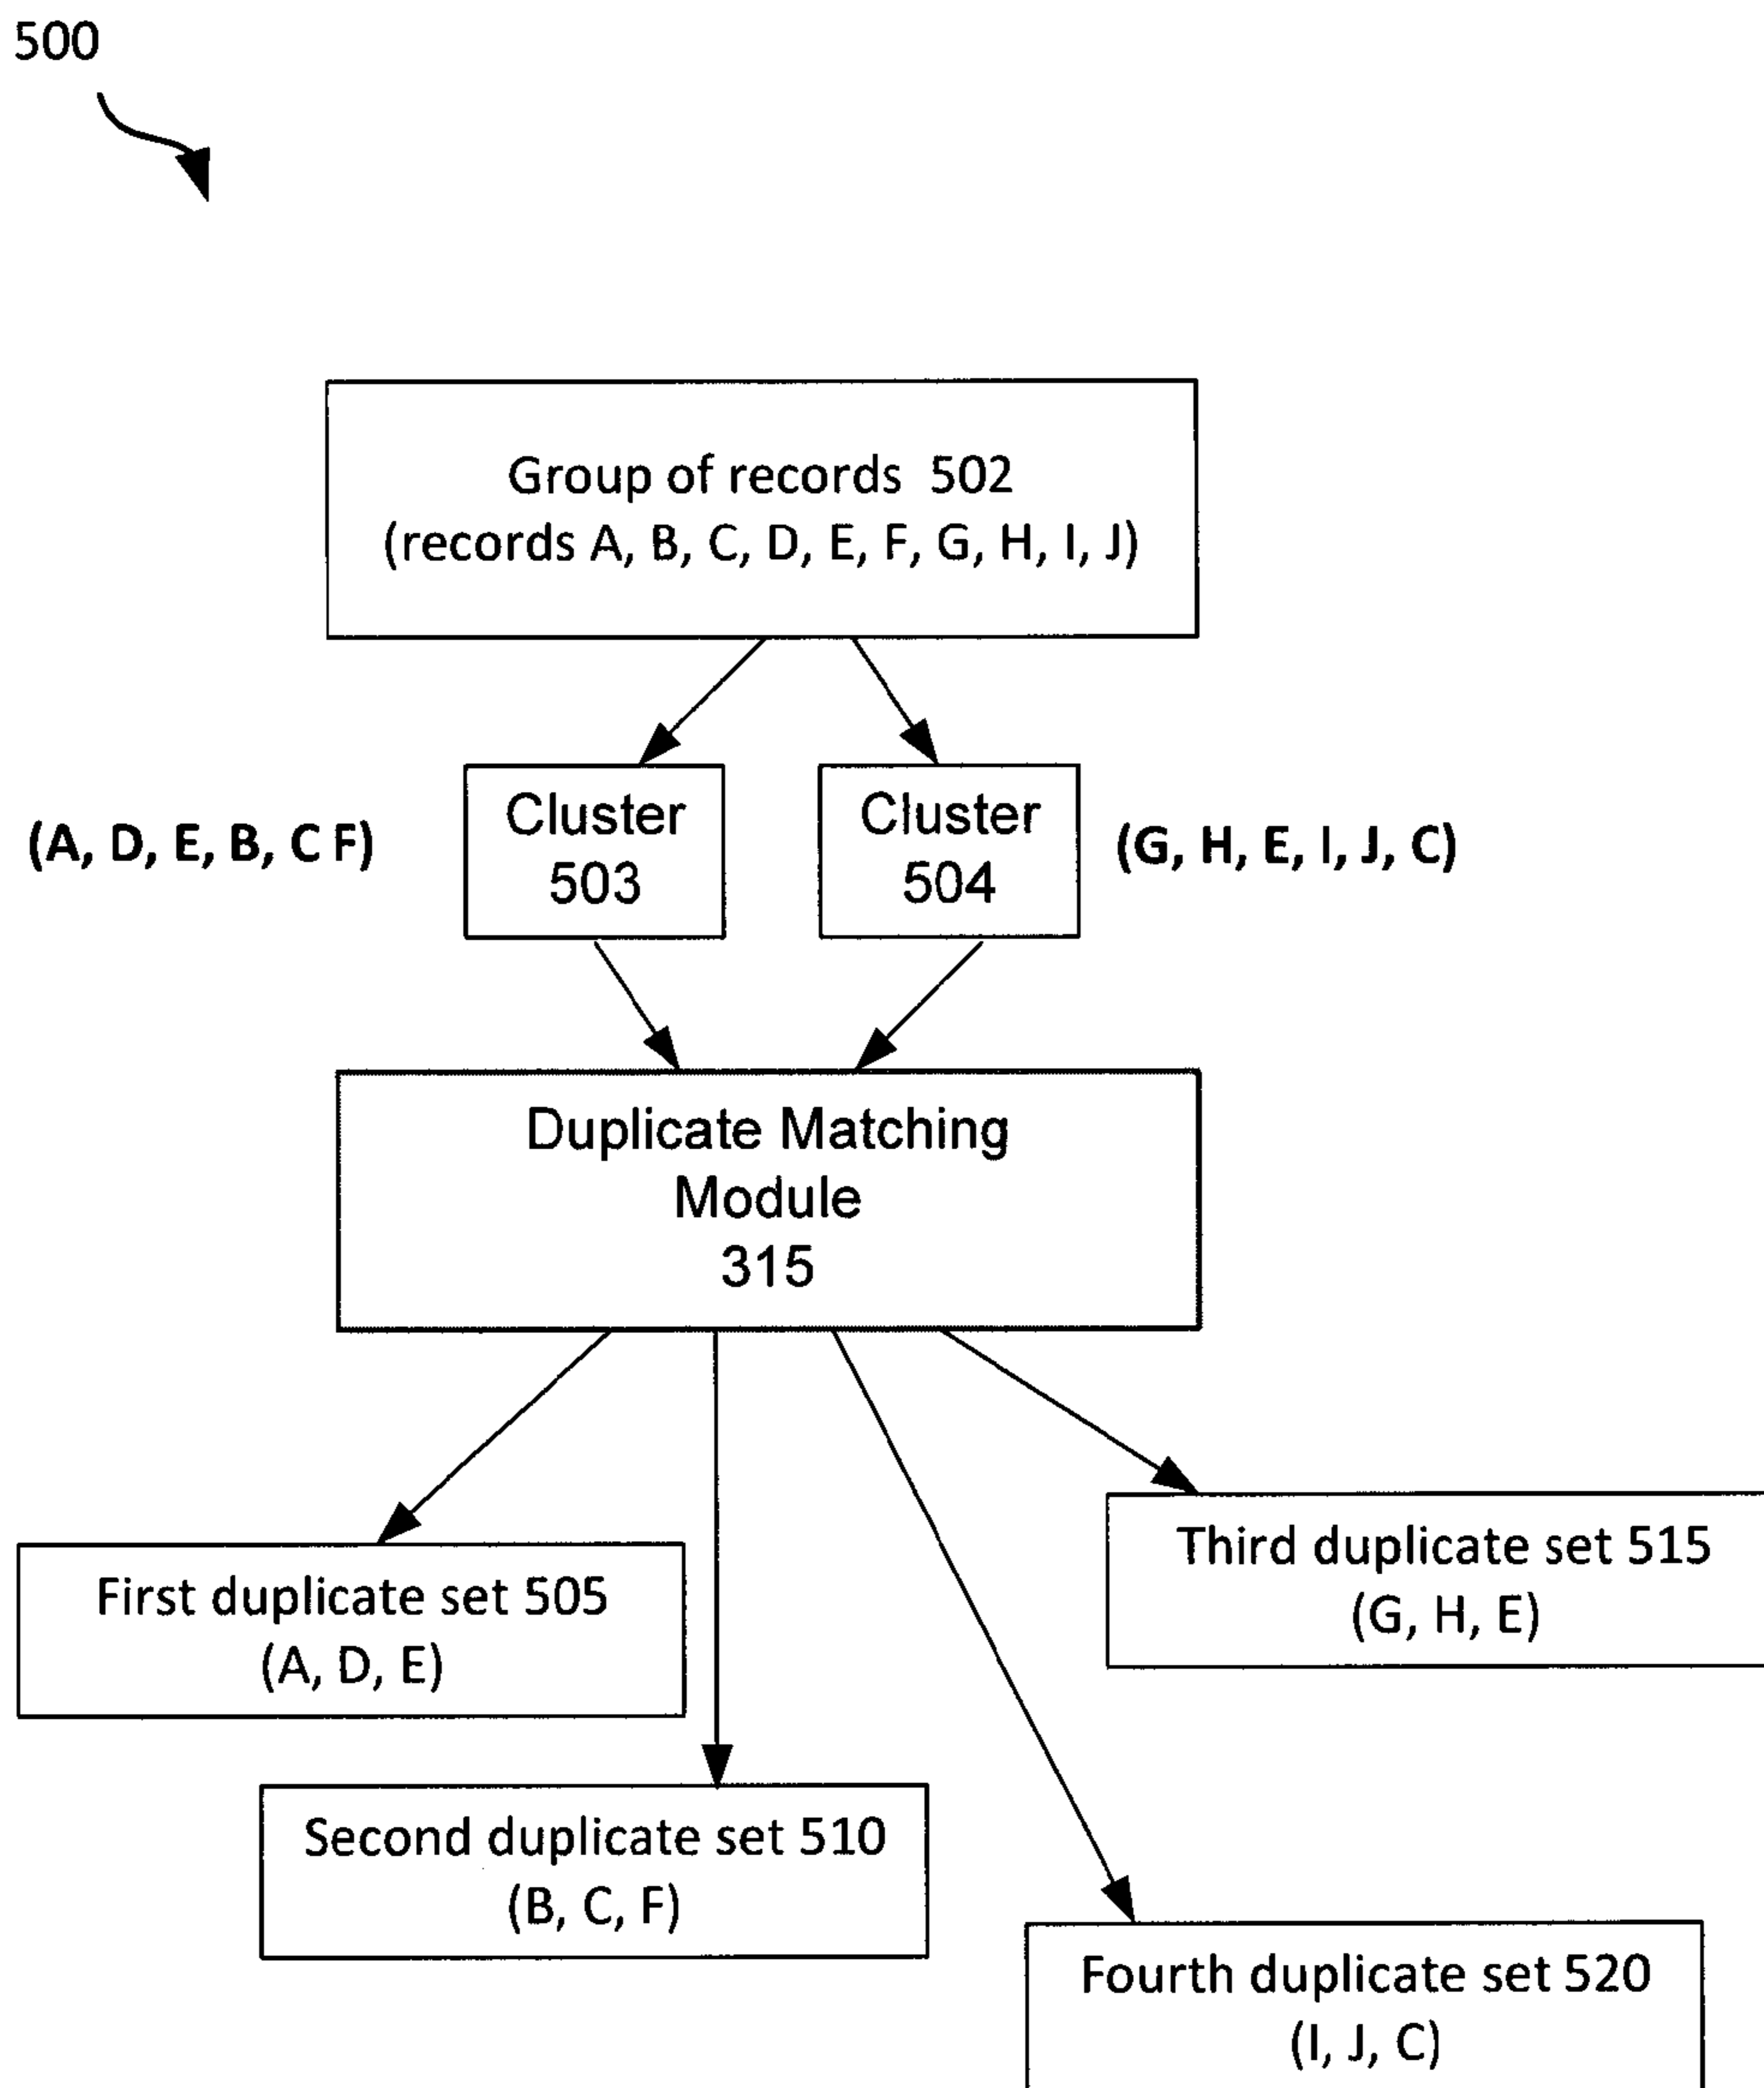 500
Group of records 502
(records A, B, C, D, E, F, G, H, I, J)
(A, D, E, B, C F)
Cluster
503
Cluster
504
(G, H, E, I, J, C)
Duplicate Matching
Module
315
First duplicate set 505
(A, D, E)
Third duplicate set 515
(G, H, E)
Second duplicate set 510
(B, C, F)
Fourth duplicate set 520
(I, J, C)